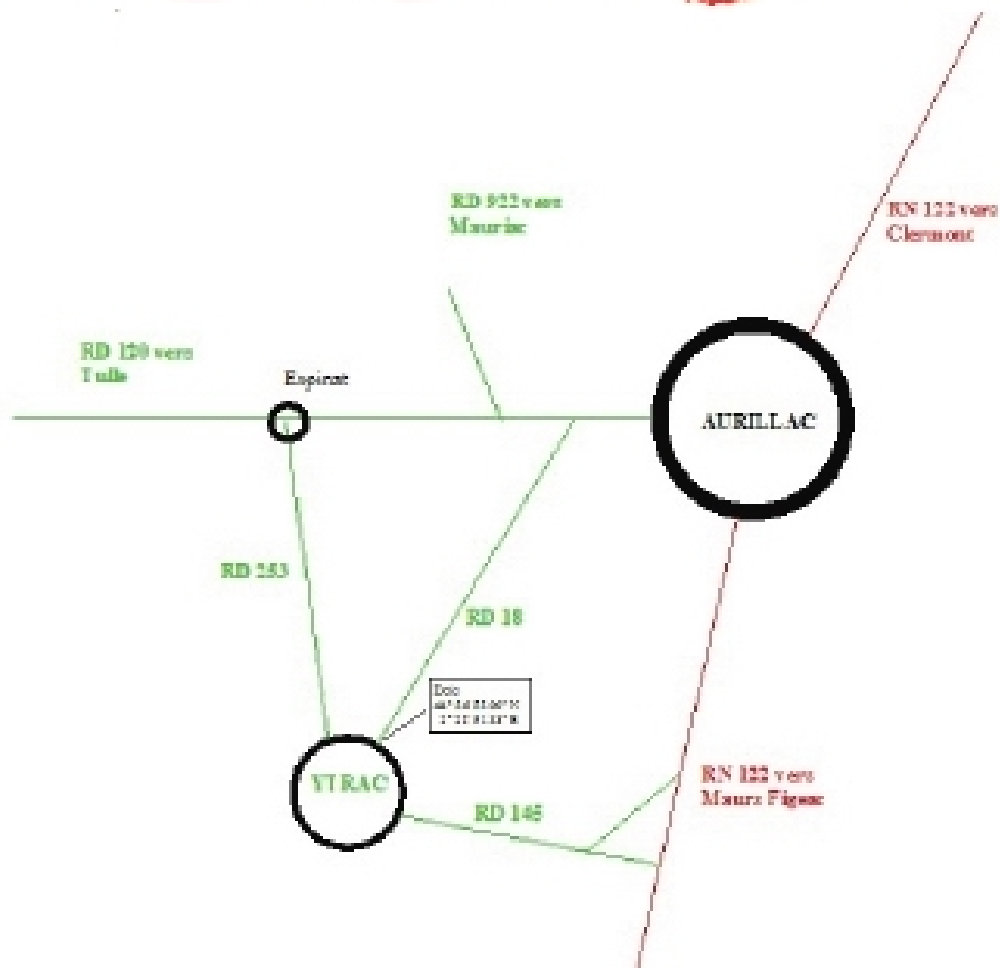 RD 922 vers
Mauriac
RN 122 vers
Clermont
RD 120 vers
Tulle
Espinat
AURILLAC
RD 253
RD 18
YTRAC
RN 122 vers
Maurs Figeac
RD 146